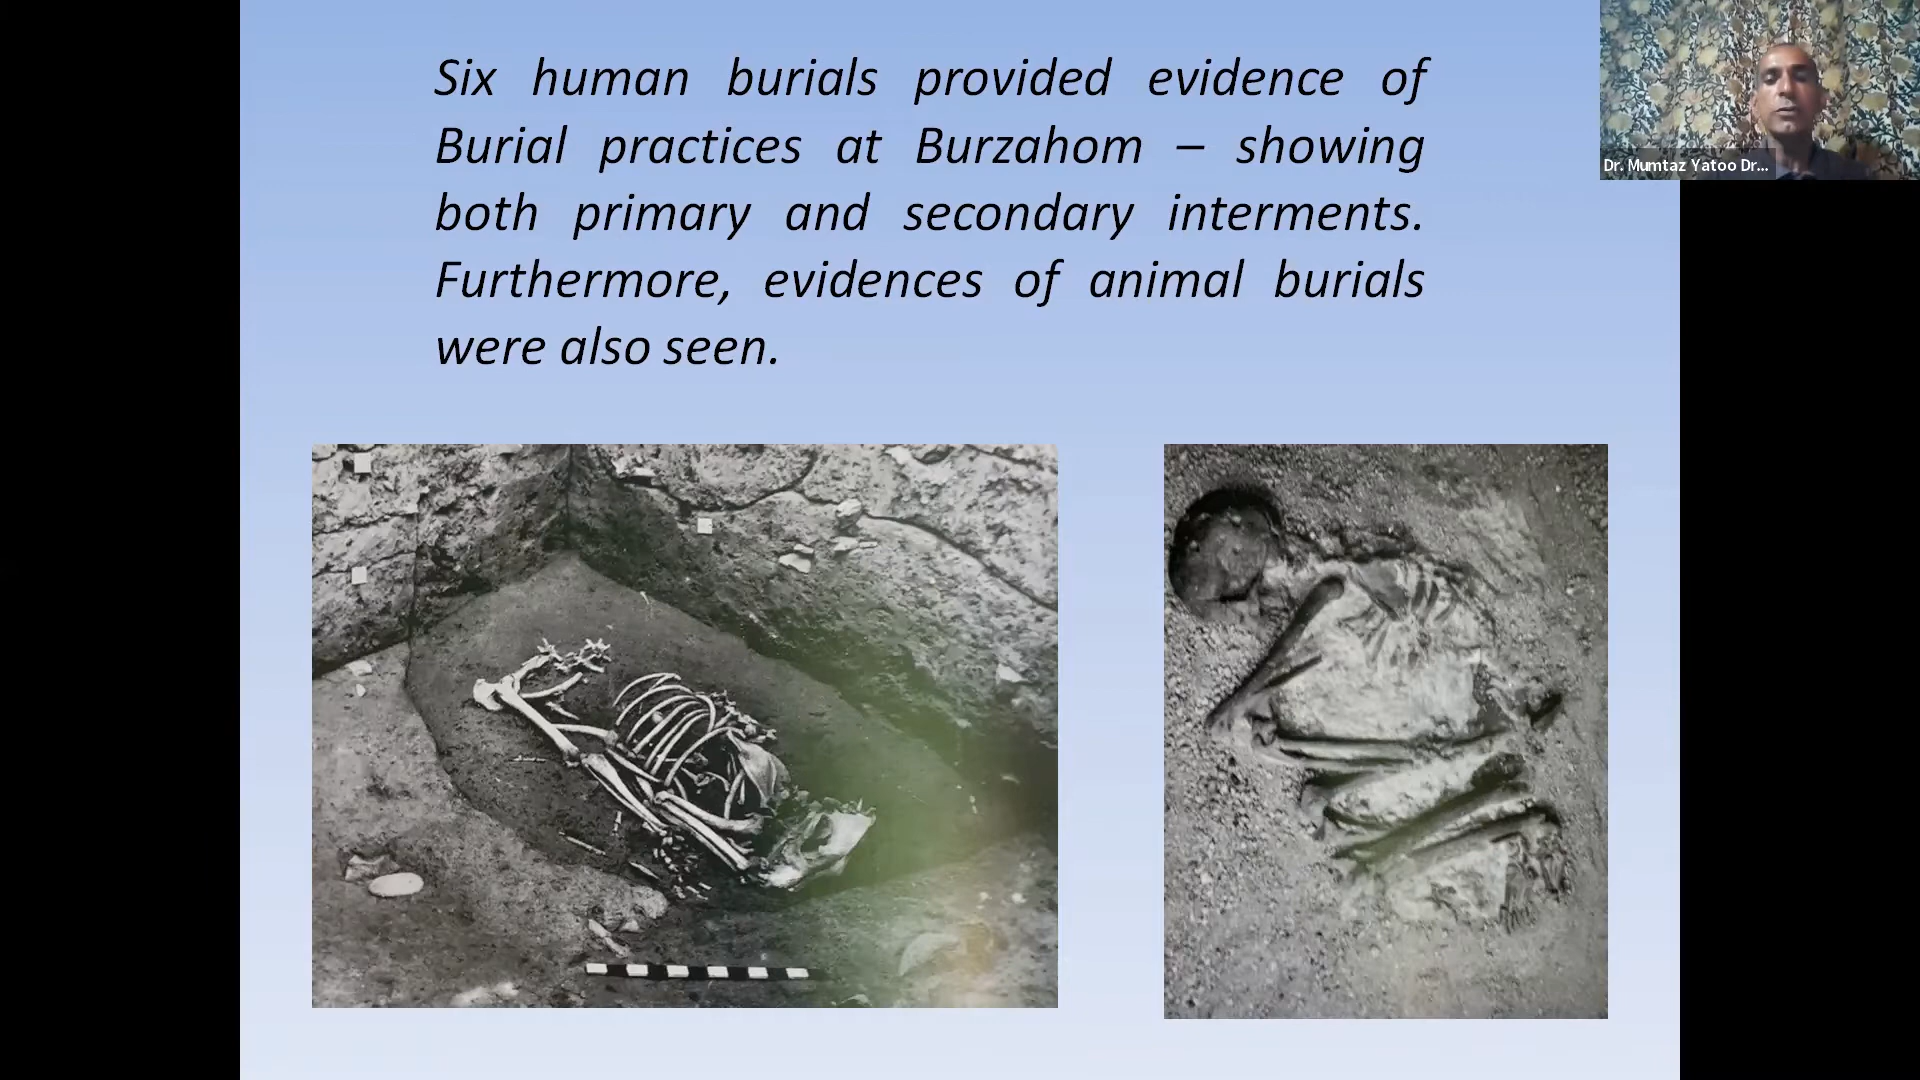 Six human burials provided evidence of
Burial practices at Burzahom – showing
both primary and secondary interments.
Furthermore, evidences of animal burials
were also seen.
Dr. Mumtaz Yatoo Dr...